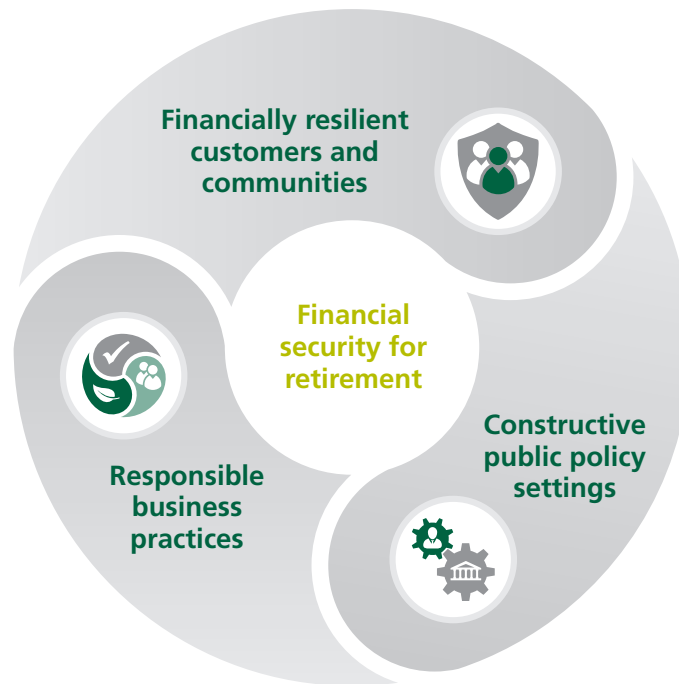 Financially resilient
customers and
communities
Financial
security for
retirement
Constructive
public policy
settings
Responsible
business
practices